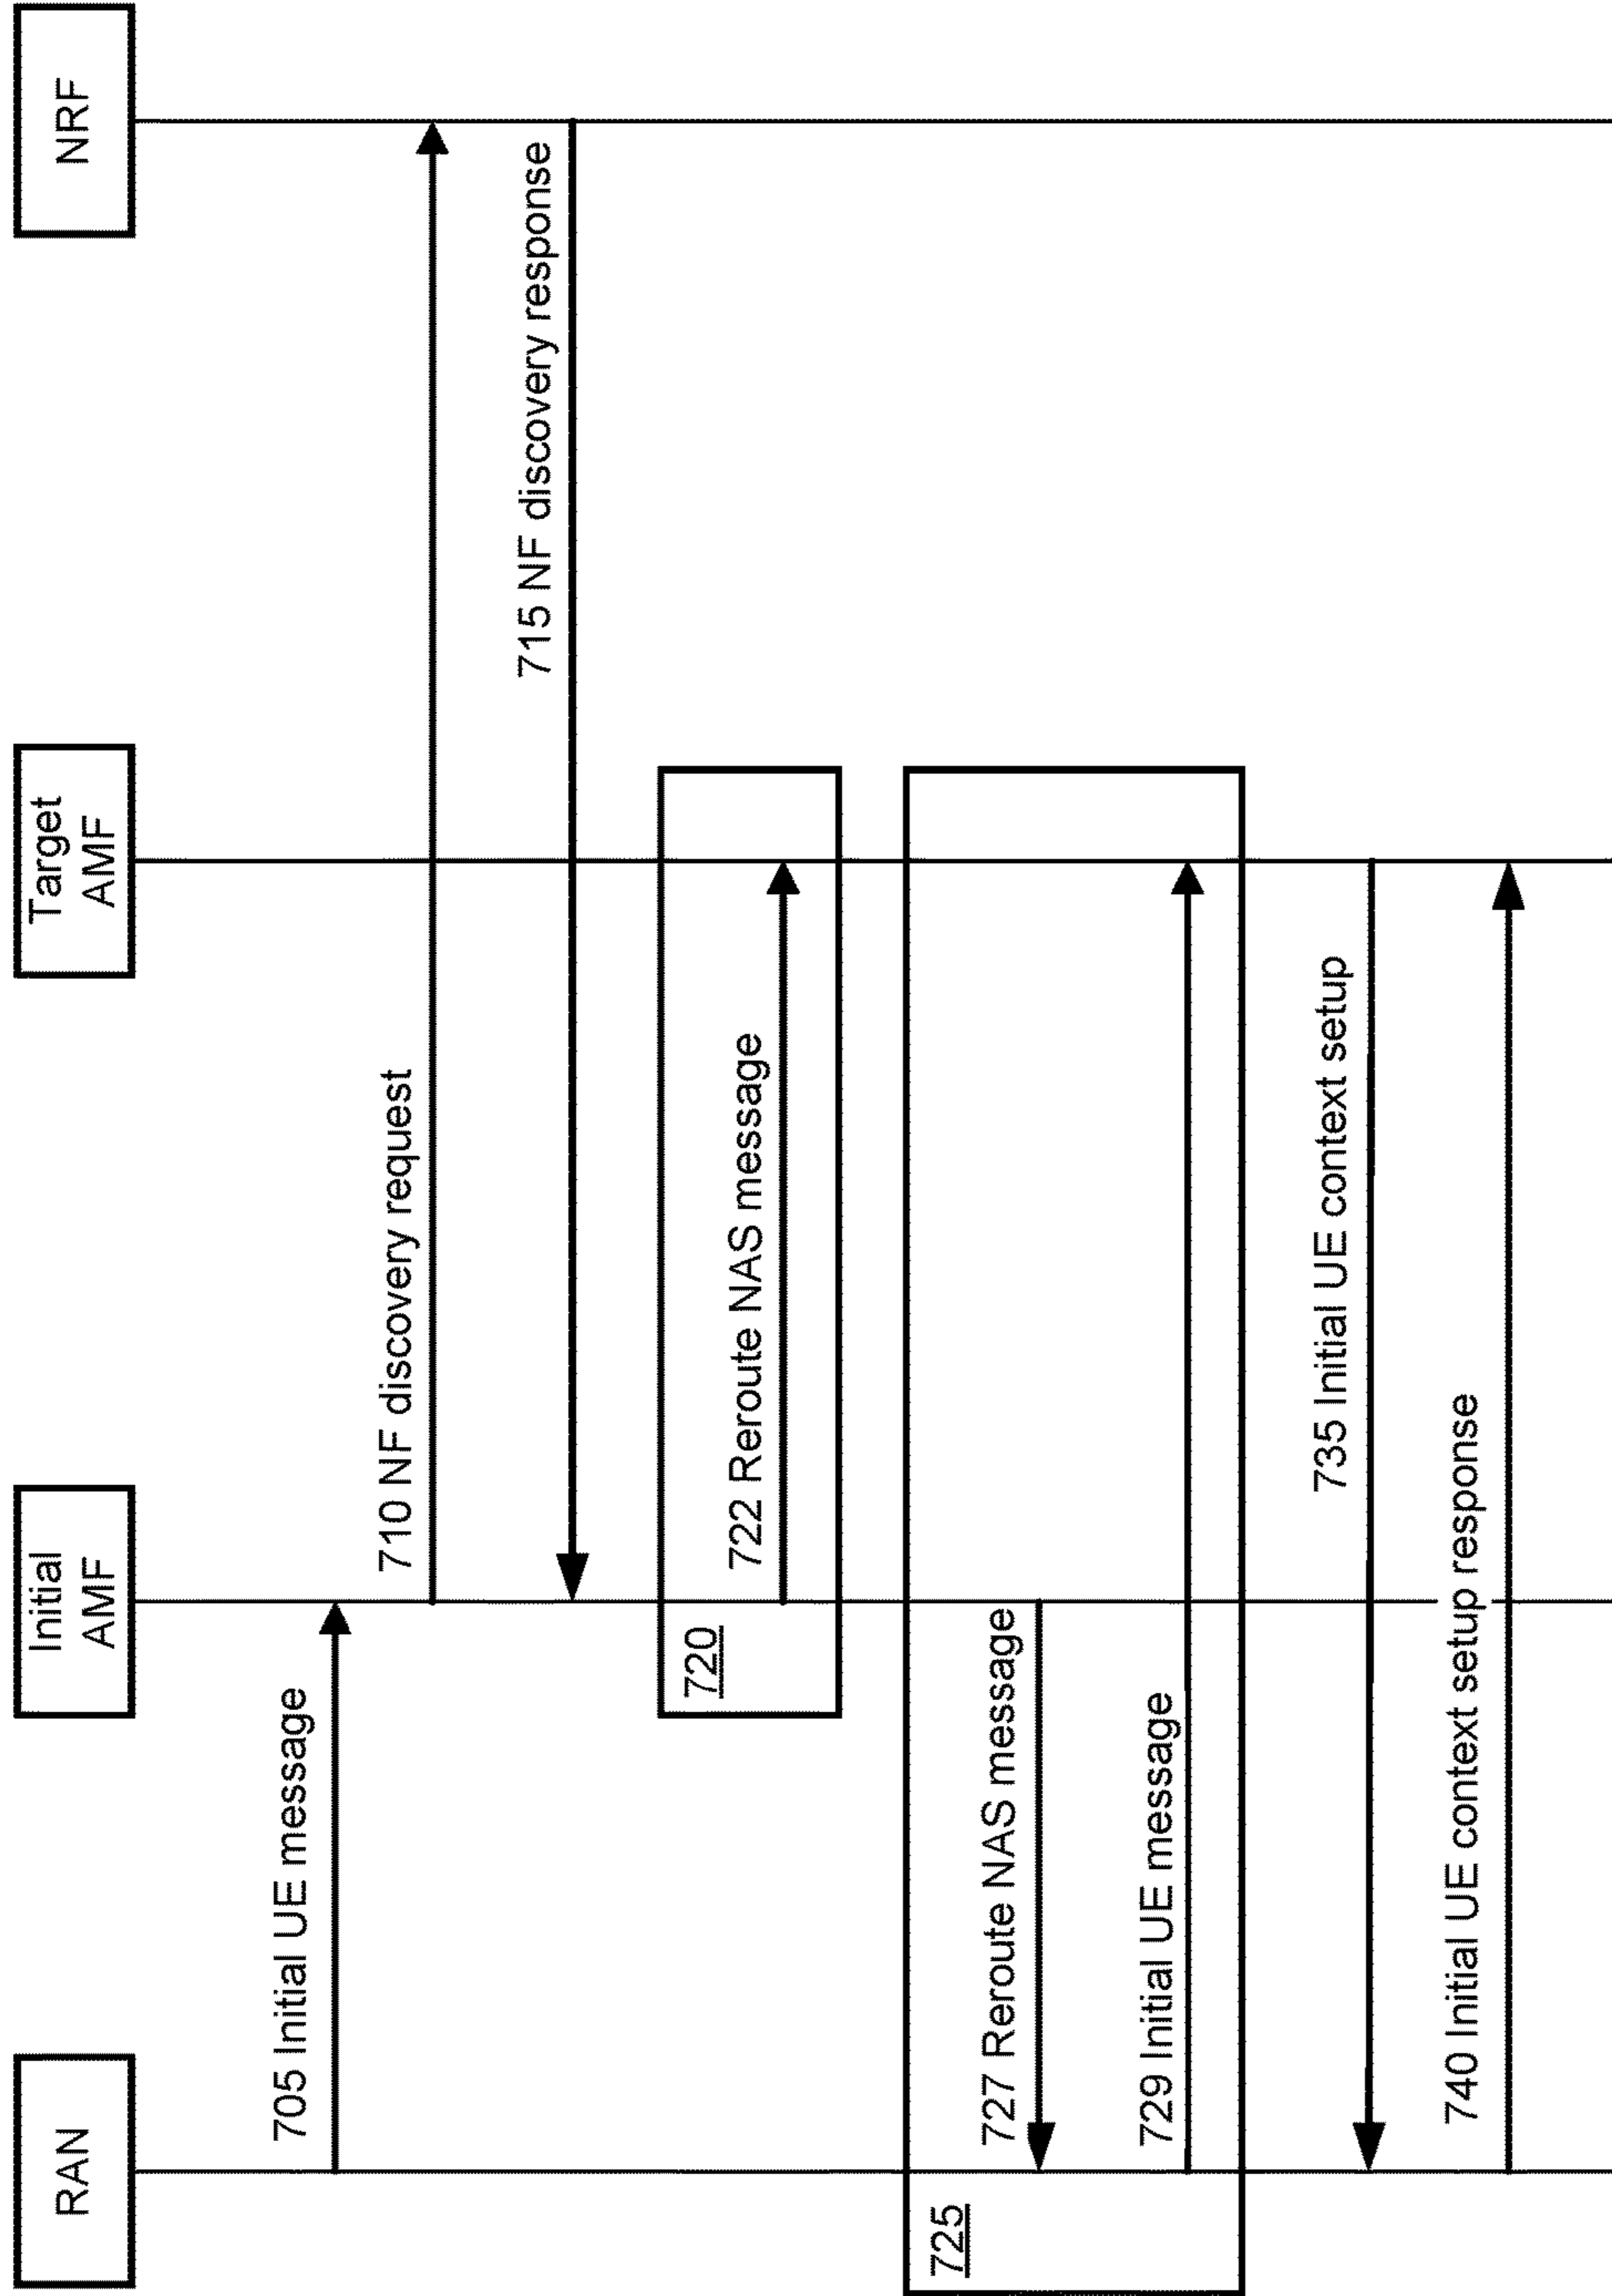 RAN
Initial
AMF
Target
AMF
NRF
705 Initial UE message
710 NF discovery request
715 NF discovery response
720
722 Reroute NAS message
725
727 Reroute NAS message
729 Initial UE message
735 Initial UE context setup
740 Initial UE context setup response